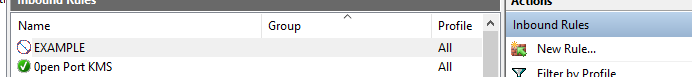 Inbound Rules
Actions
Name Group Profile
Inbound Rules
EXAMPLE All
New Rule...
0pen Port KMS All
Filter by Profile